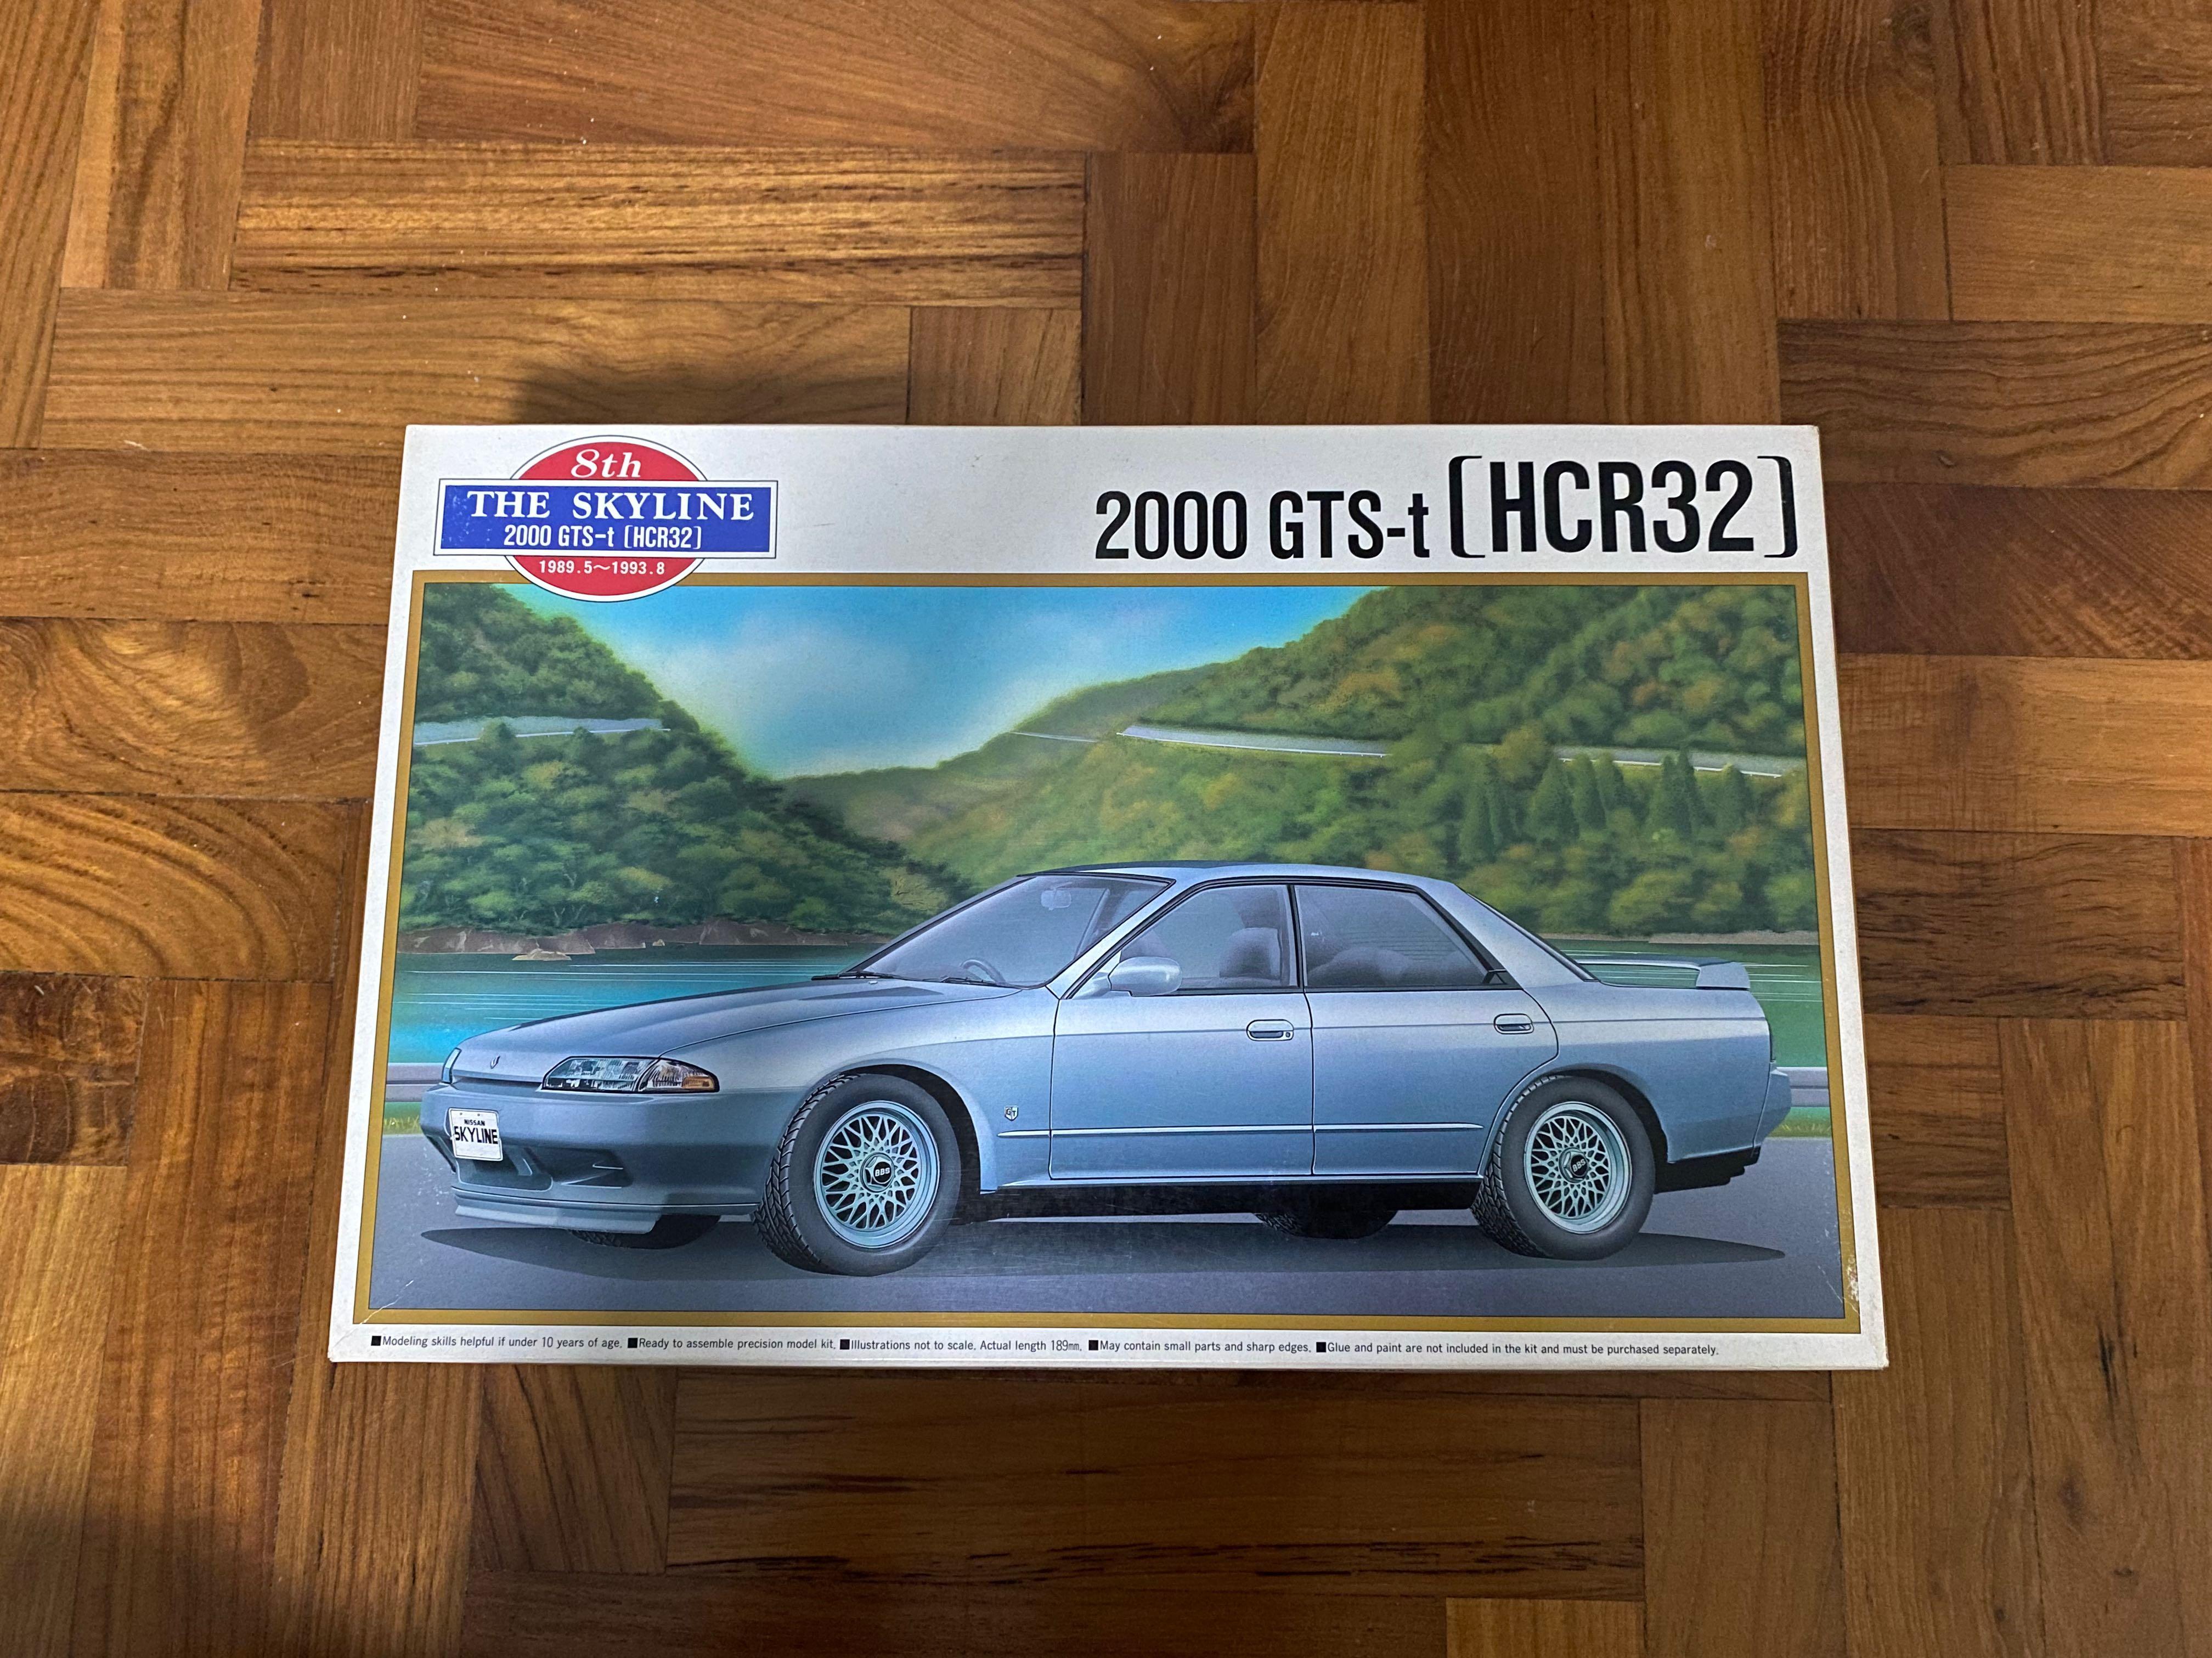 8th
THE SKYLINE
2000 GTS-t [HCR32]
1989.5～1993.8
2000 GTS-t [HCR32]
NISSAN
SKYLINE
GT
BBS
BBS
■Modeling skills helpful if under 10 years of age. ■Ready to assemble precision model kit. ■Illustrations not to scale. Actual length 189mm. ■May contain small parts and sharp edges. ■Glue and paint are not included in the kit and must be purchased separately.